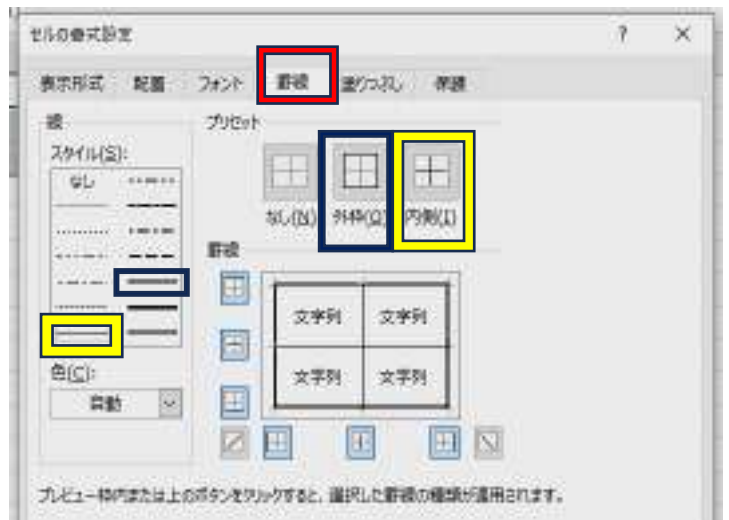 セルの書式設定 ? ×
表示形式 配置 フォント 罫線 塗りつぶし 保護
線
スタイル(S):
なし
色(C):
自動
プリセット
なし(N) 外枠(O) 内側(I)
罫線
文字列 文字列
文字列 文字列
プレビュー枠内または上のボタンをクリックすると、選択した罫線の種類が適用されます。